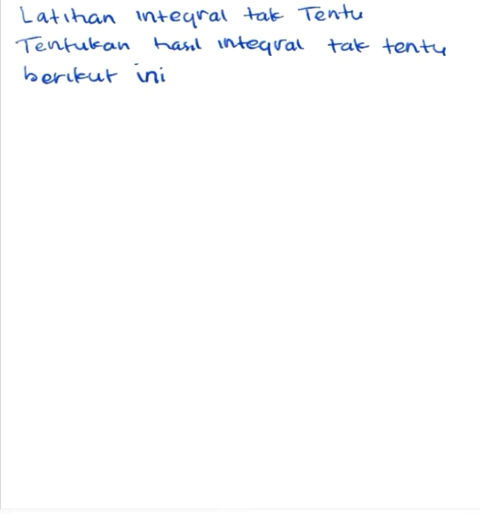 Latihan integral tak Tentu
Tentukan hasil integral tak tentu
berikut ini